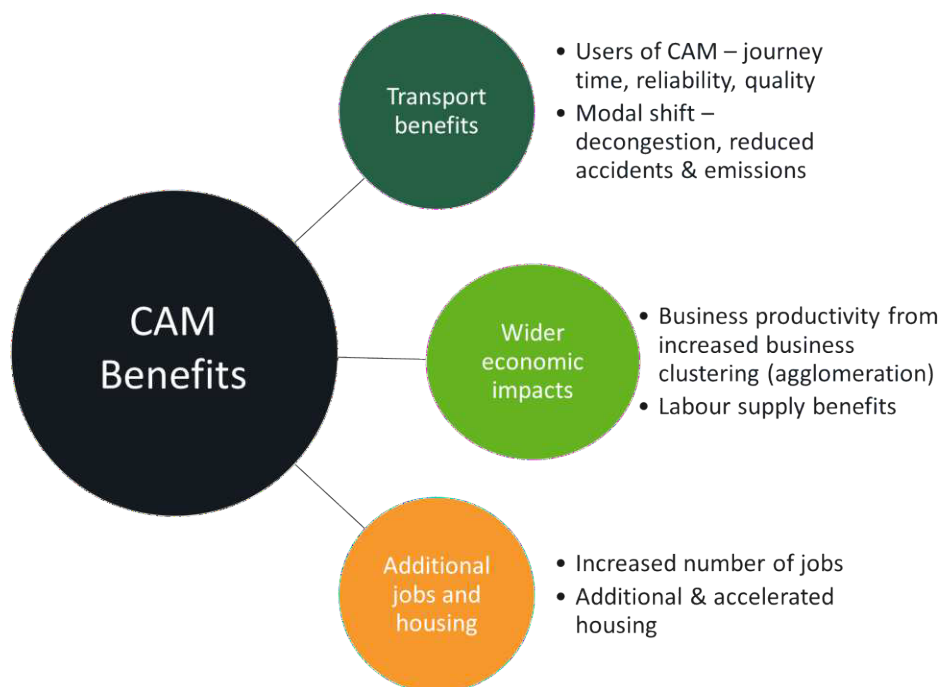 CAM
Benefits
Transport
benefits
• Users of CAM – journey
time, reliability, quality
• Modal shift –
decongestion, reduced
accidents & emissions
Wider
economic
impacts
• Business productivity from
increased business
clustering (agglomeration)
• Labour supply benefits
Additional
jobs and
housing
• Increased number of jobs
• Additional & accelerated
housing